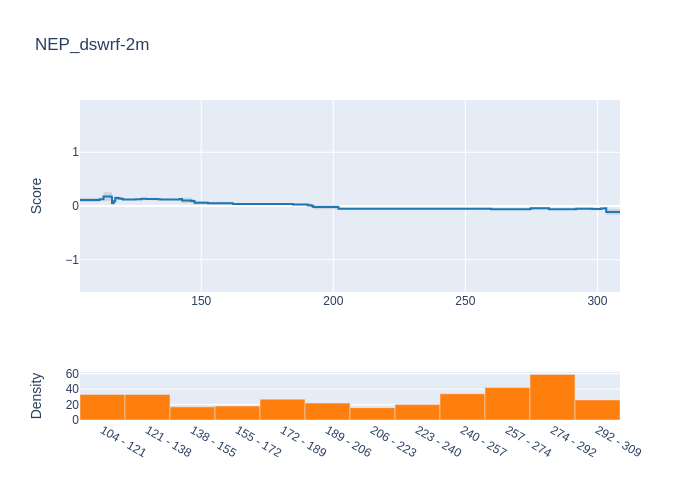 NEP_dswrf-2m
Score
1
0
−1
150
200
250
300
Density
60
40
20
0
104 - 121
121 - 138
138 - 155
155 - 172
172 - 189
189 - 206
206 - 223
223 - 240
240 - 257
257 - 274
274 - 292
292 - 309